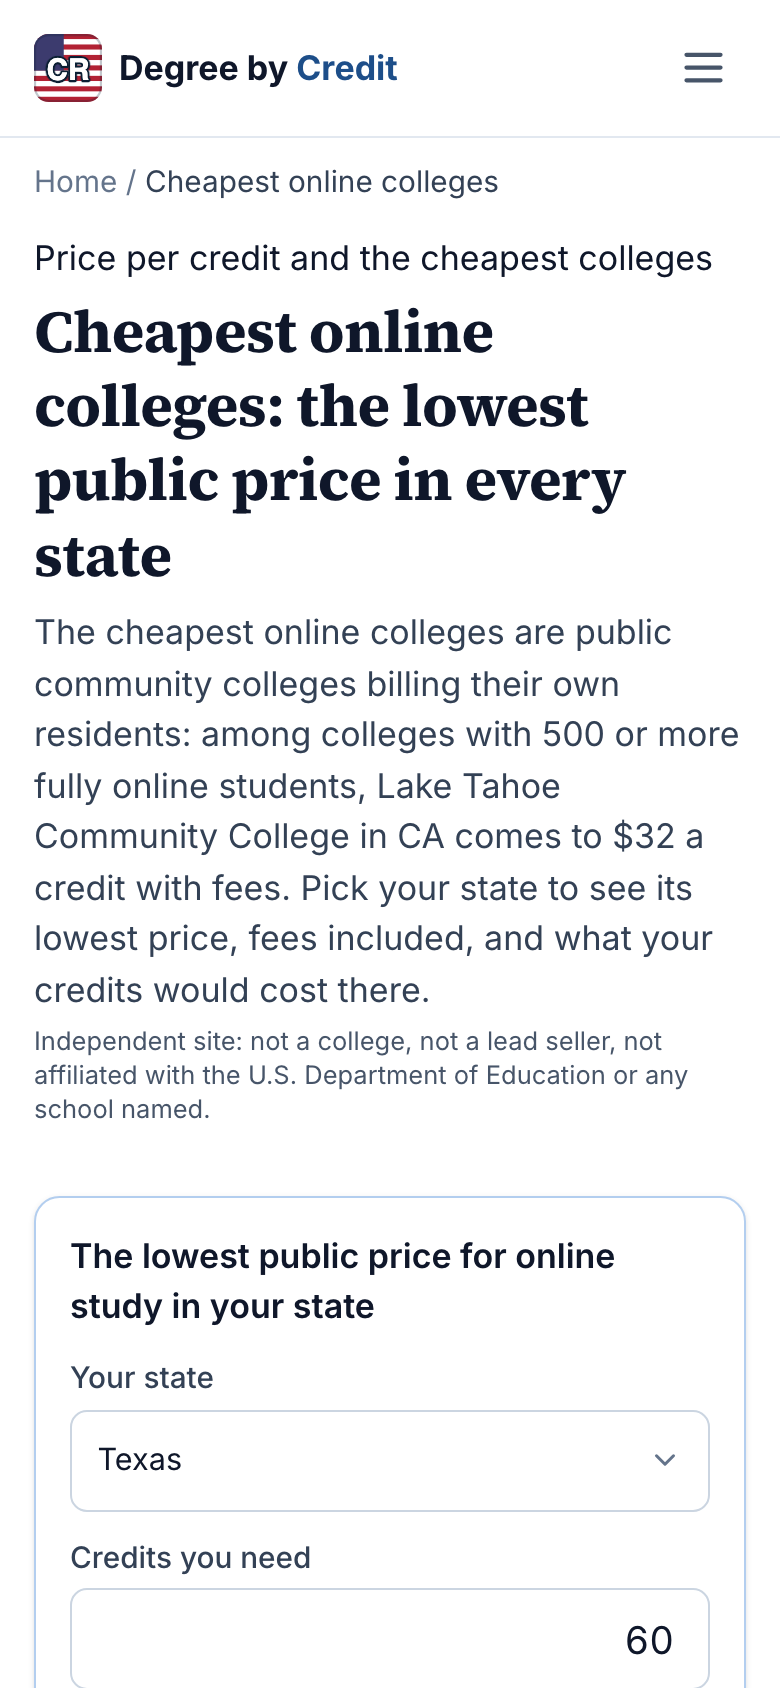 CR Degree by Credit
Home / Cheapest online colleges
Price per credit and the cheapest colleges
Cheapest online
colleges: the lowest
public price in every
state
The cheapest online colleges are public
community colleges billing their own
residents: among colleges with 500 or more
fully online students, Lake Tahoe
Community College in CA comes to $32 a
credit with fees. Pick your state to see its
lowest price, fees included, and what your
credits would cost there.
Independent site: not a college, not a lead seller, not
affiliated with the U.S. Department of Education or any
school named.
The lowest public price for online
study in your state
Your state
Texas
Credits you need
60